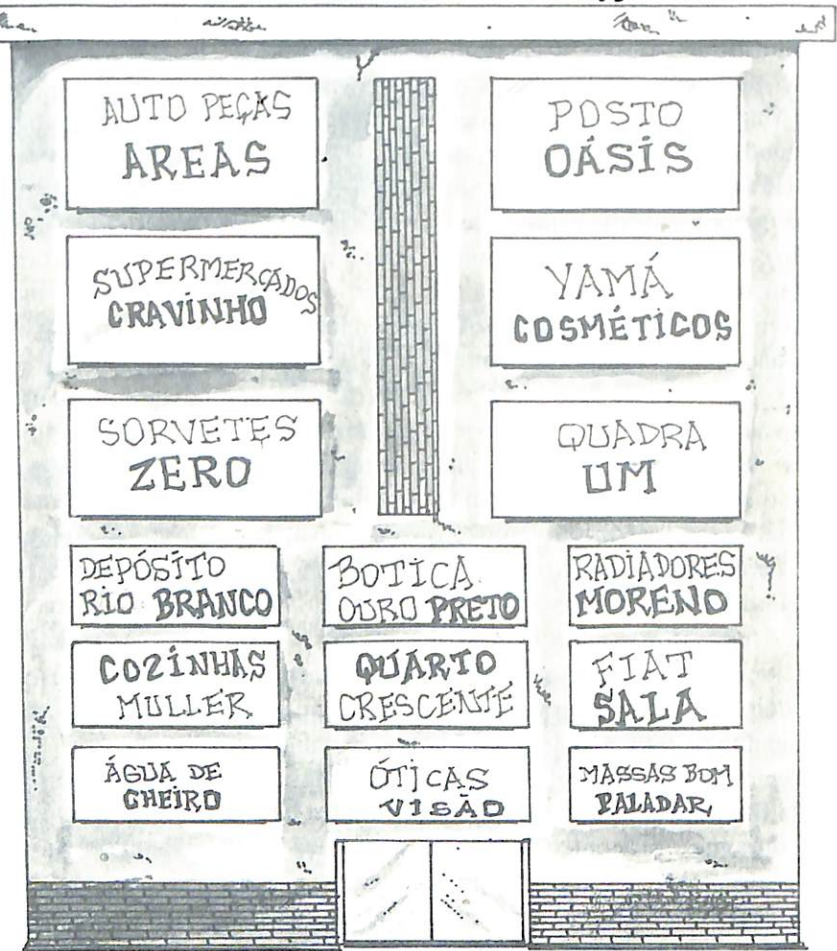 AUTO PEÇAS
AREAS
POSTO
OÁSIS
SUPERMERCADOS
CRAVINHO
YAMÁ
COSMÉTICOS
SORVETES
ZERO
QUADRA
UM
DEPÓSITO
RIO BRANCO
BOTICA
OURO PRETO
RADIADORES
MORENO
COZINHAS
MULLER
QUARTO
CRESCENTE
FIAT
SALA
ÁGUA DE
CHEIRO
ÓTICAS
VISÃO
MASSAS BOM
PALADAR